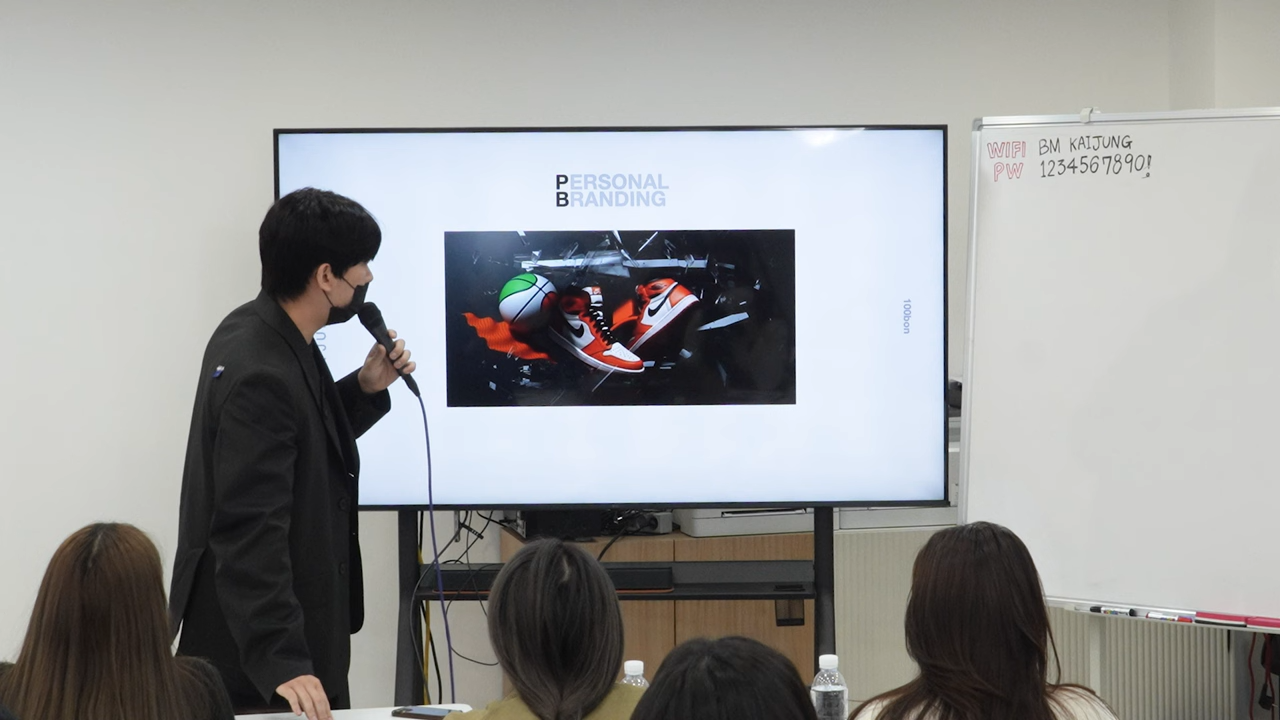 PERSONAL
BRANDING
100bon
WIFI BM KAIJUNG
PW 1234567890!